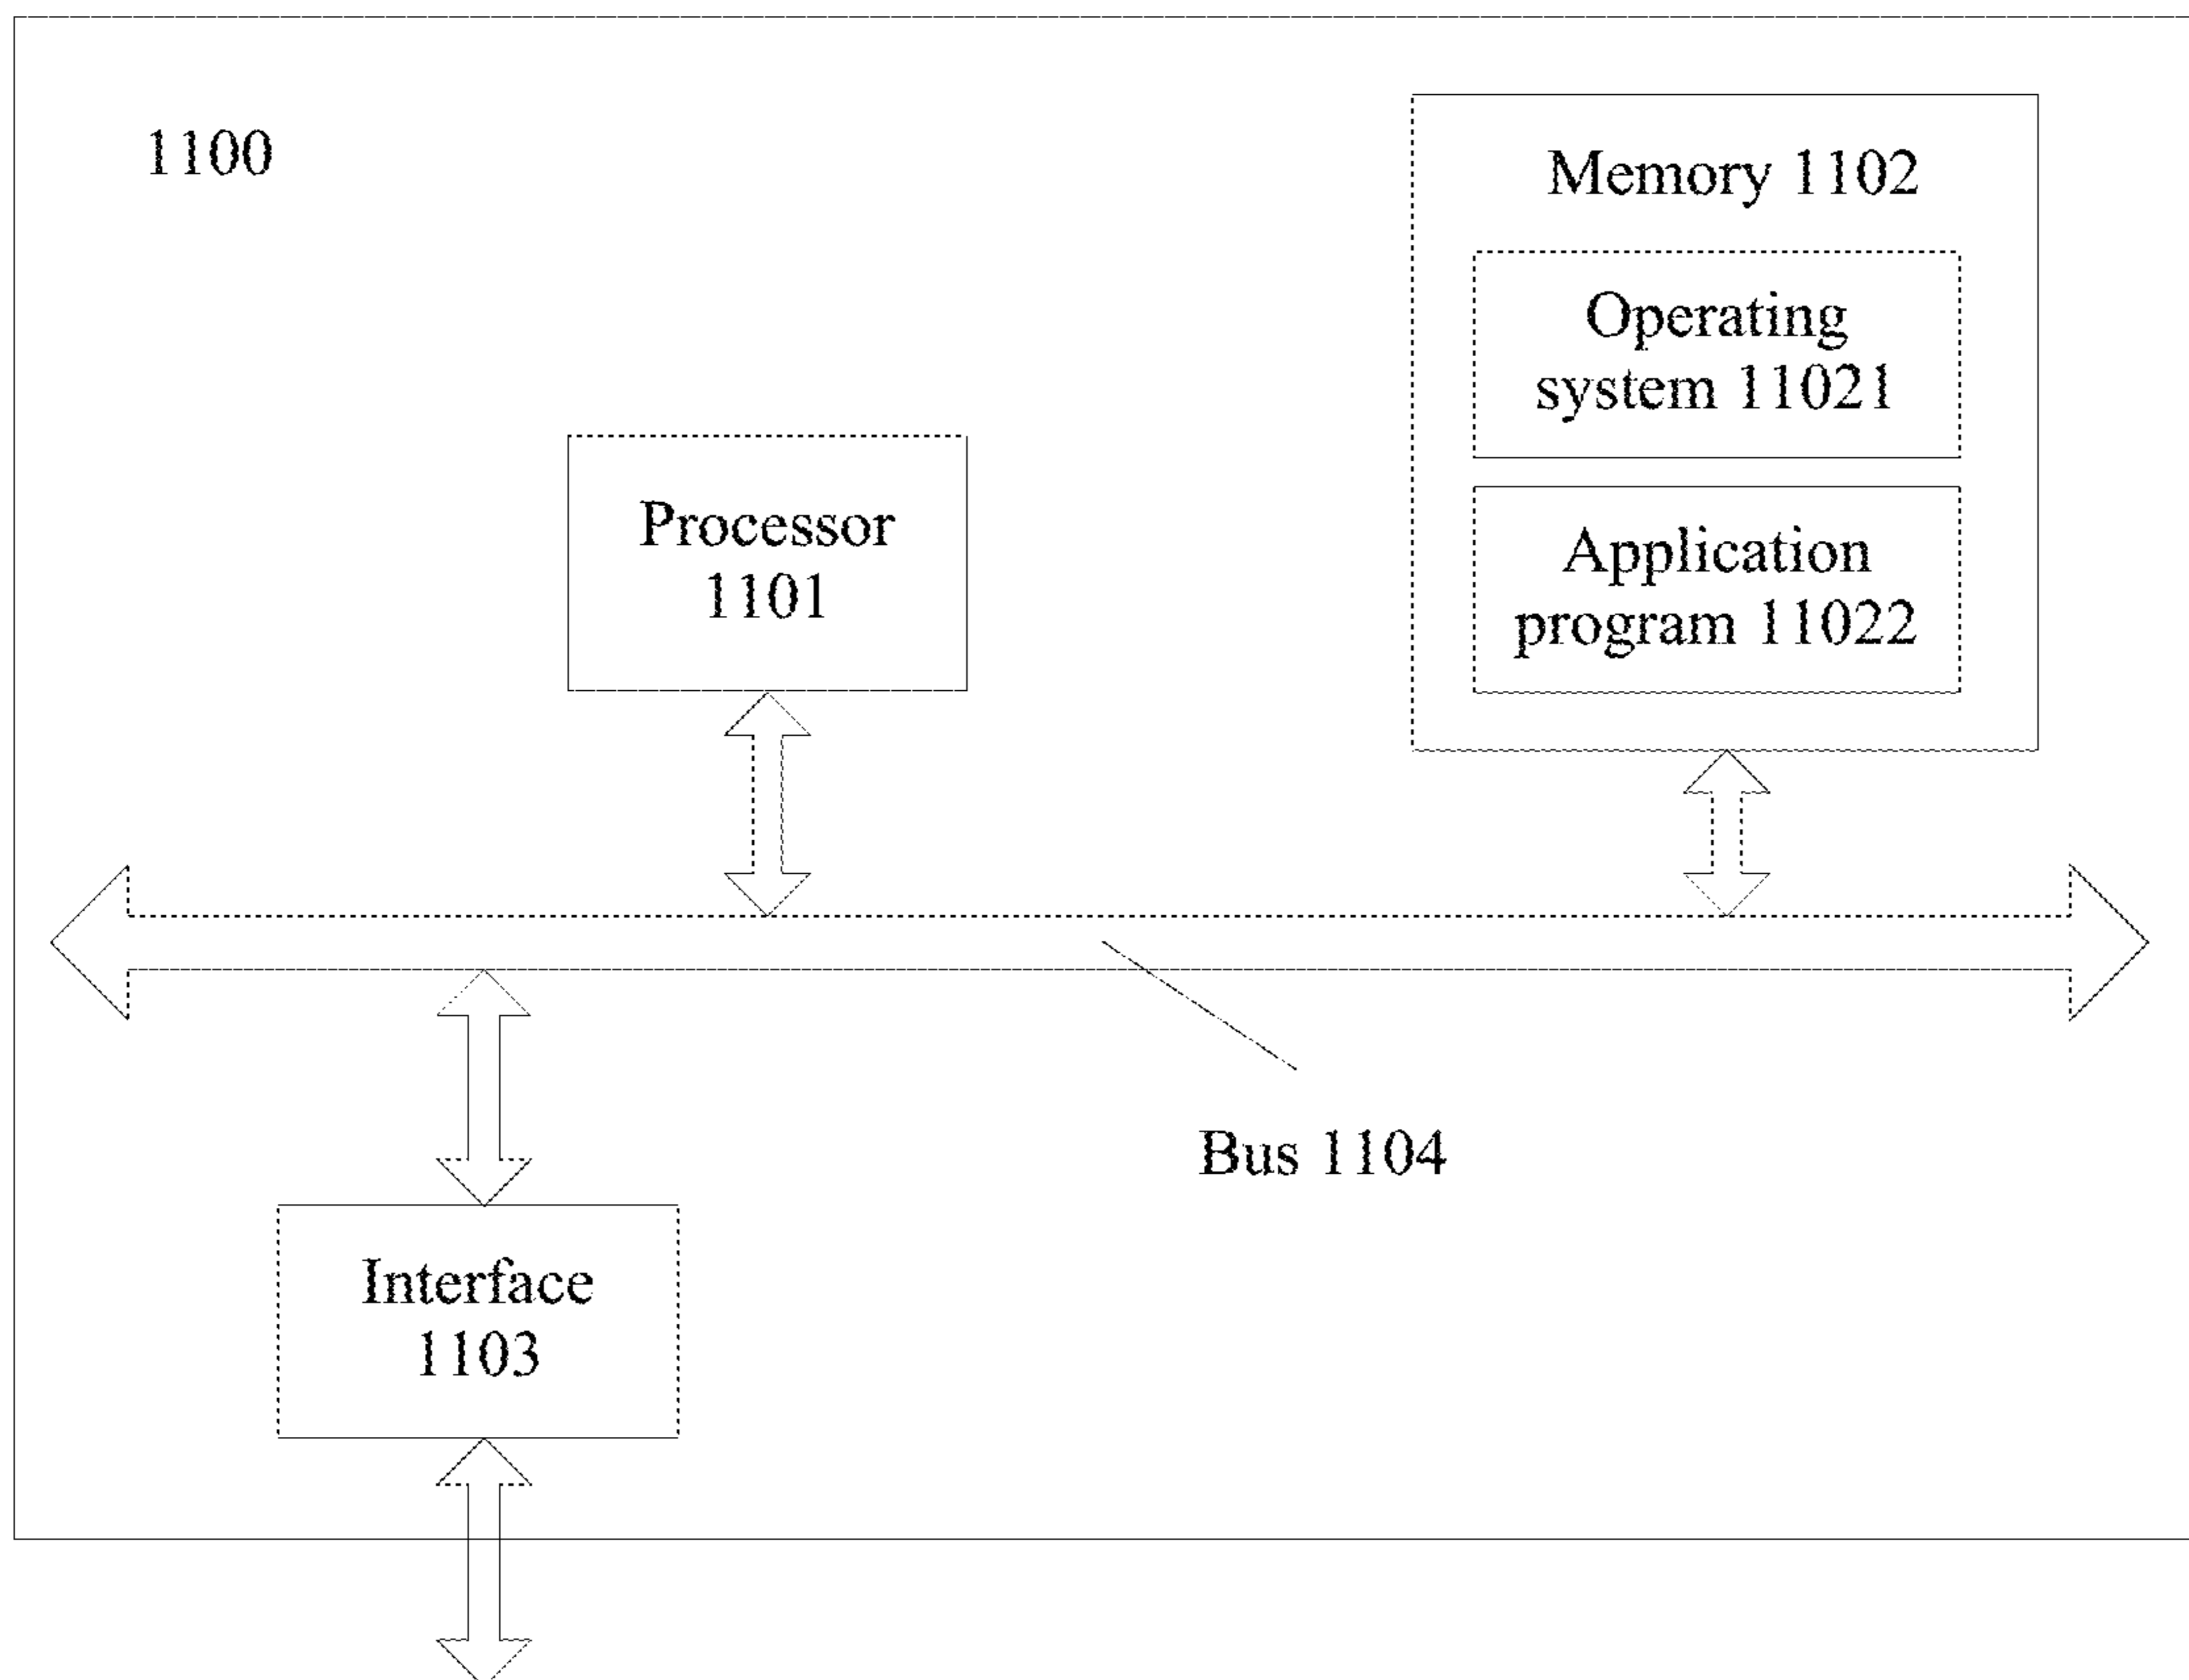 1100
Memory 1102
Operating
system 11021
Application
program 11022
Processor
1101
Bus 1104
Interface
1103